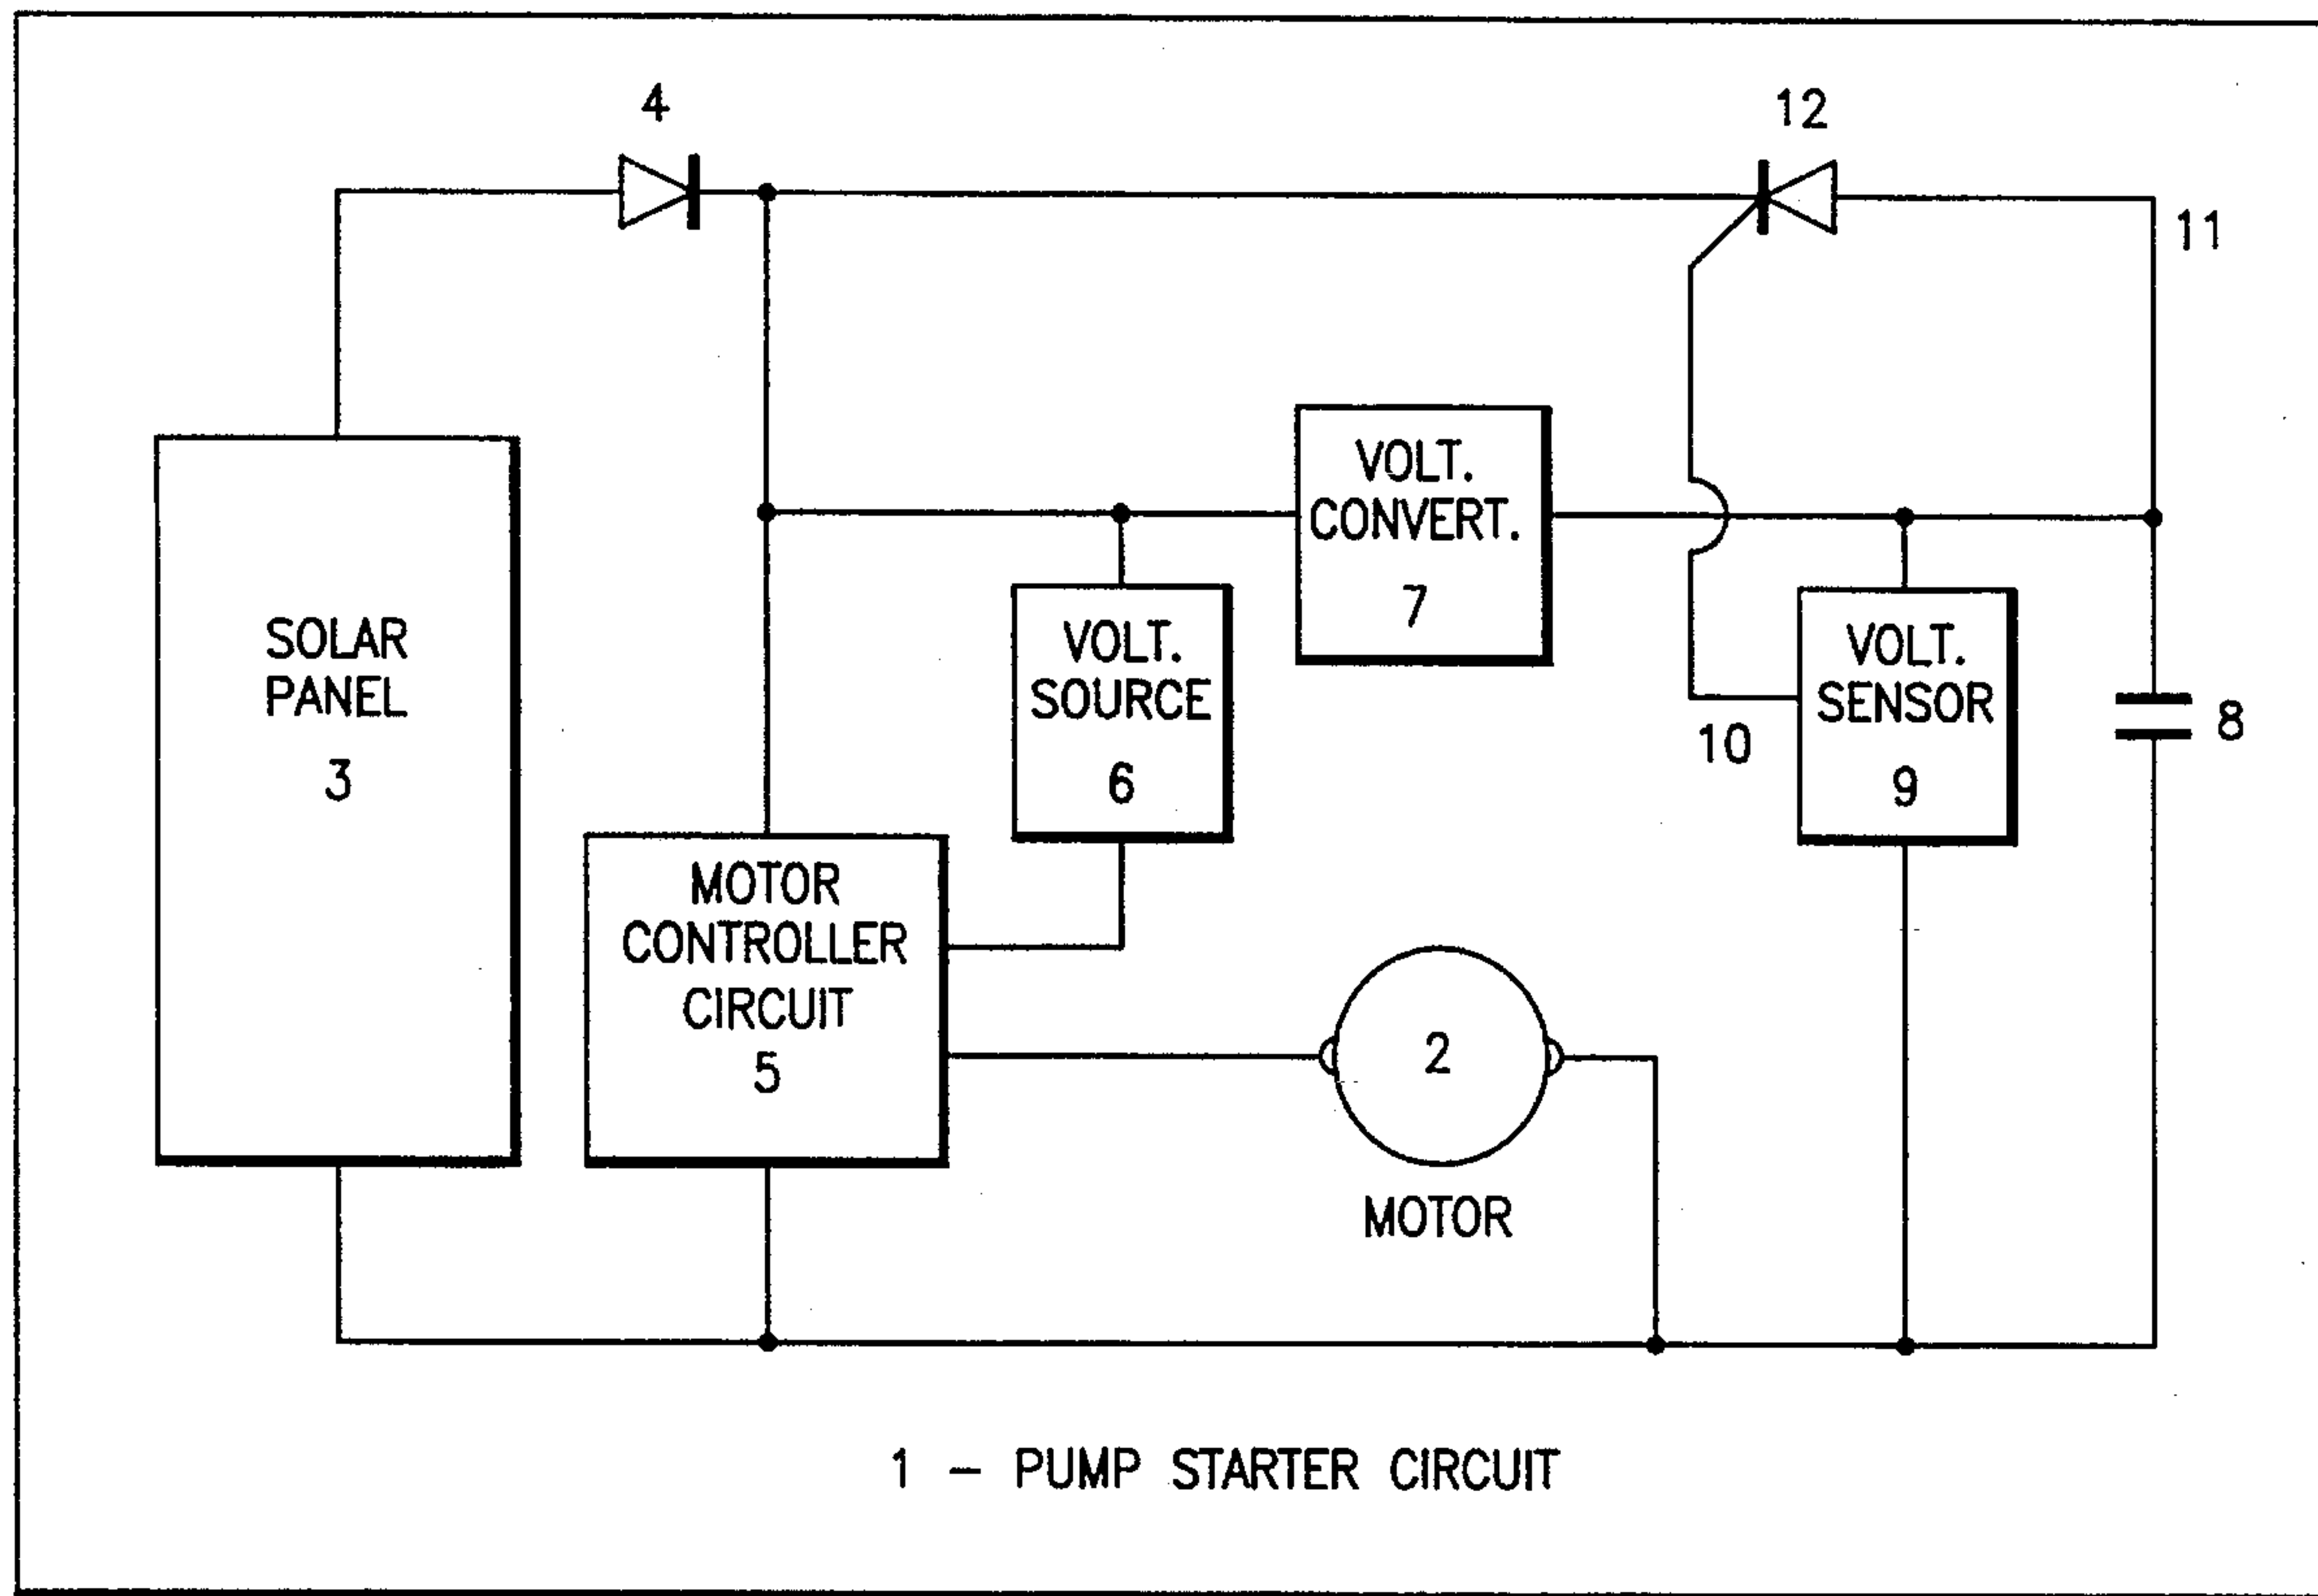 4
12
11
VOLT.
CONVERT.
7
SOLAR
PANEL
3
VOLT.
SOURCE
6
VOLT.
SENSOR
9
10
8
MOTOR
CONTROLLER
CIRCUIT
5
2
MOTOR
1 - PUMP STARTER CIRCUIT